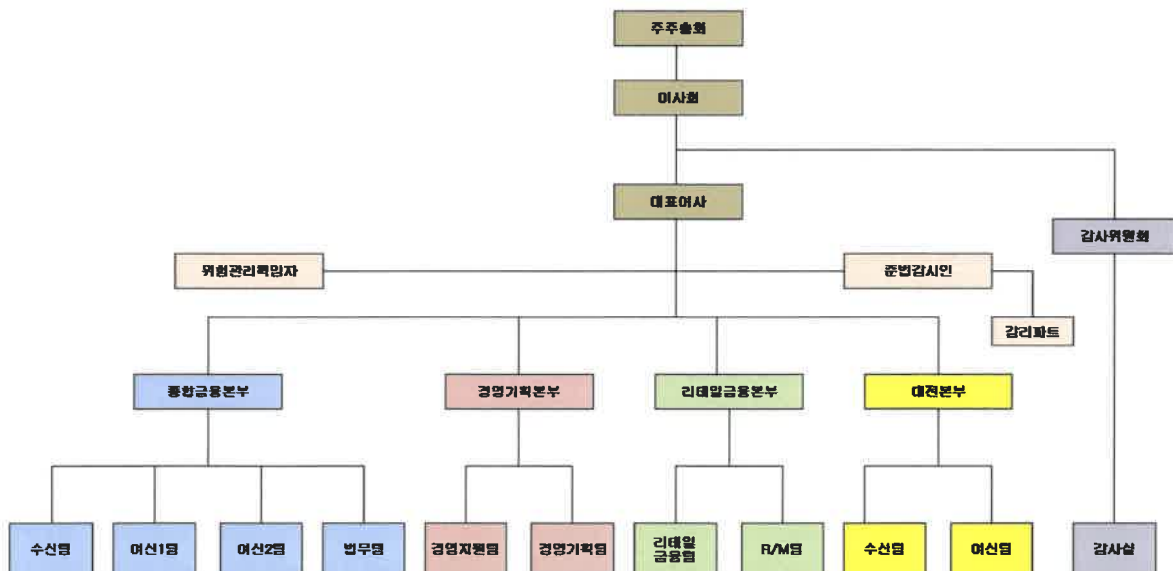 주주총회
이사회
대표이사
감사위원회
위험관리책임자
준법감시인
감리파트
종합금융본부
경영기획본부
리테일금융본부
대전본부
수신팀
여신1팀
여신2팀
법무팀
경영지원팀
경영기획팀
리테일
금융팀
R/M팀
수신팀
여신팀
감사실